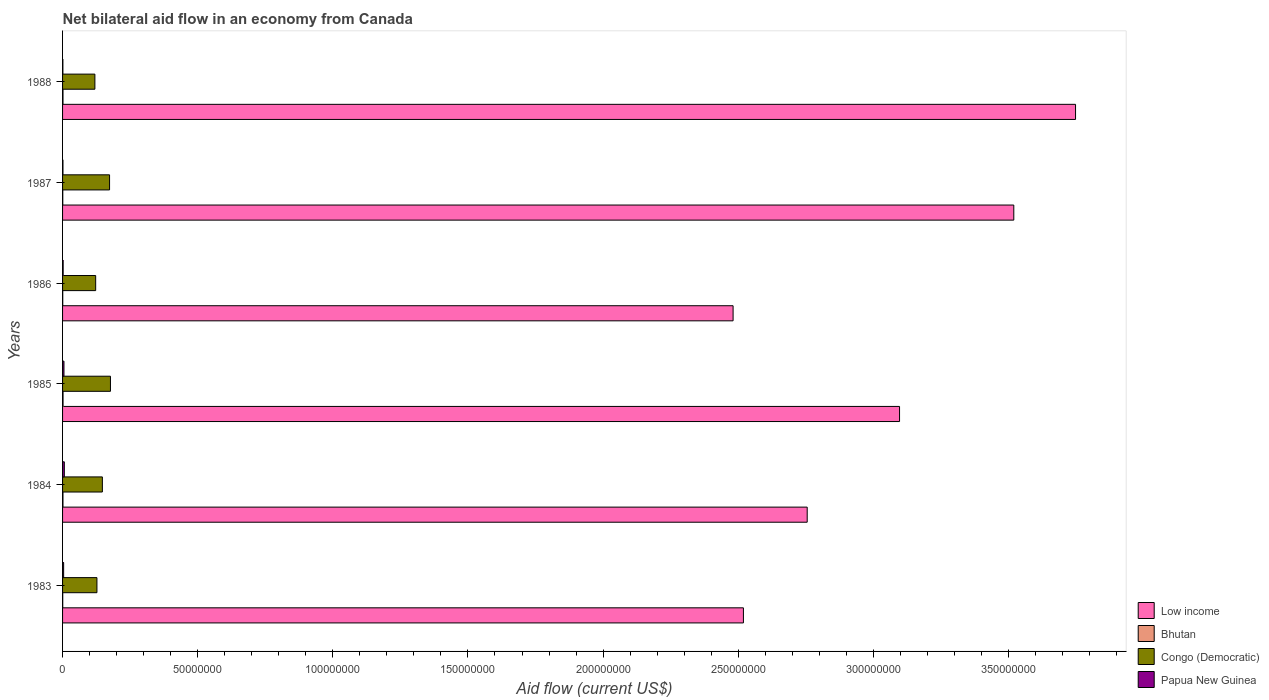 Net bilateral aid flow in an economy from Canada
1988
1987
1986
1985
1984
1983
Years
0
50000000
100000000
150000000
200000000
250000000
300000000
350000000
Aid flow (current US$)
Low income
Bhutan
Congo (Democratic)
Papua New Guinea